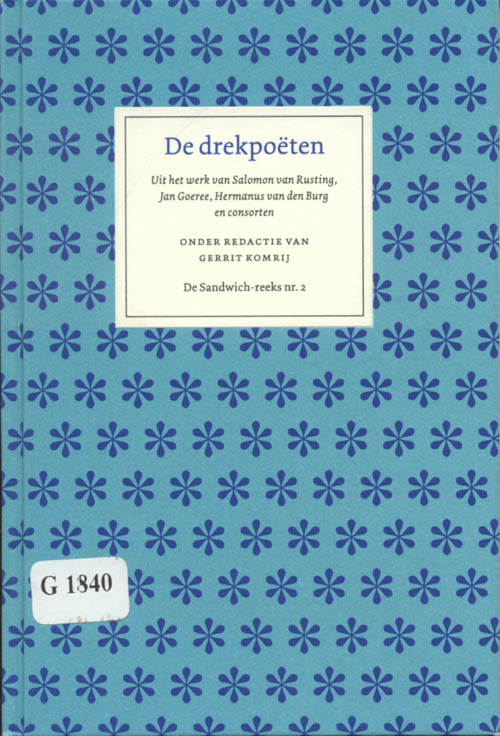 De drekpoëten
Uit het werk van Salomon van Rusting,
Jan Goeree, Hermanus van den Burg
en consorten
ONDER REDACTIE VAN
GERRIT KOMRIJ
De Sandwich-reeks nr. 2
G 1840